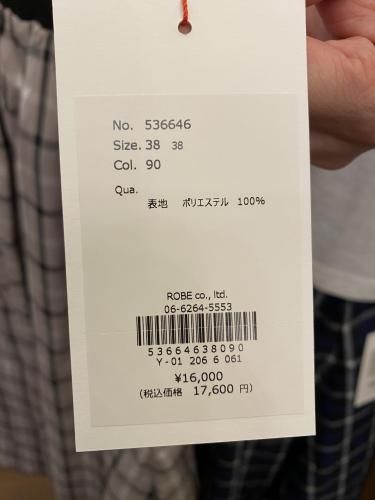 No. 536646
Size. 38 38
Col. 90
Qua.
表地 ポリエステル 100%
ROBE co., ltd.
06-6264-5553
53664638090
Y-01 206 6 061
¥16,000
(税込価格 17,600 円)